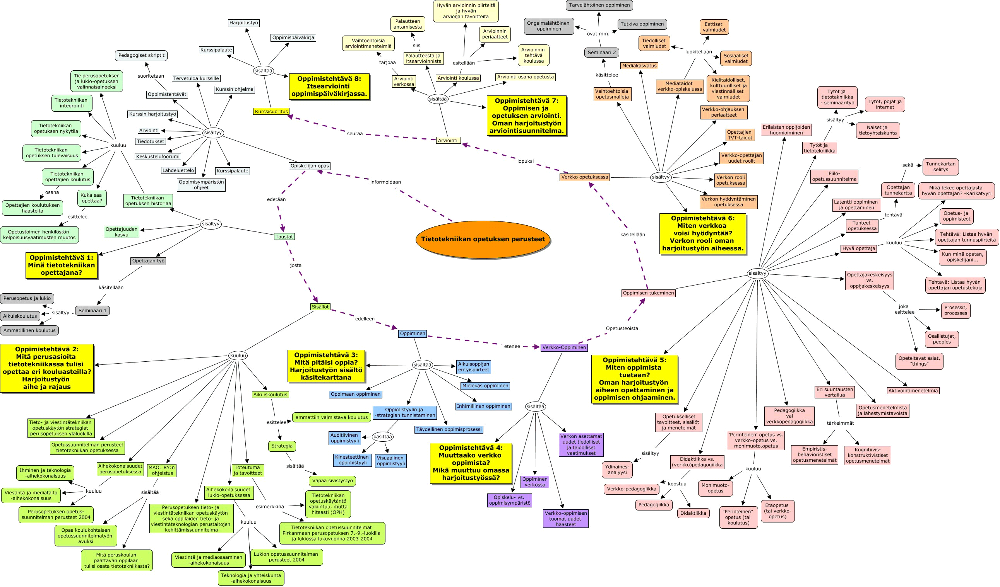 Tietotekniikan opetuksen perusteet
informoidaan
Opiskelijan opas
sisältyy
Pedagogiset skriptit
suoritetaan
Oppimistehtävät
Tervetuloa kurssille
Kurssin ohjelma
Kurssin harjoitustyö
Arviointi
Tiedotukset
Keskustelufoorumi
Lähdeluettelo
Oppimisympäristön
ohjeet
Kurssipalaute
edetään
Taustat
sisältyy
Tietotekniikan
opetuksen historiaa
kuuluu
Tie perusopetuksen
ja lukio-opetuksen
valinnaisaineeksi
Tietotekniikan
integrointi
Tietotekniikan
opetuksen nykytila
Tietotekniikan
opetuksen tulevaisuus
Tietotekniikan
opettajien koulutus
osana
Opettajien koulutuksen
haasteita
Kuka saa
opettaa?
esittelee
Opetustoimen henkilöstön
kelpoisuusvaatimusten muutos
Opettajuuden
kasvu
Oppimistehtävä 1:
Minä tietotekniikan
opettajana?
Opettajan työ
käsitellään
Seminaari 1
sisältyy
Perusopetus ja lukio
Aikuiskoulutus
Ammatillinen koulutus
josta
Sisällöt
kuuluu
Oppimistehtävä 2:
Mitä perusasioita
tietotekniikassa tulisi
opettaa eri kouluasteilla?
Harjoitustyön
aihe ja rajaus
Tieto- ja viestintätekniikan
opetuskäytön strategiat
perusopetuksen yläluokilla
Opetussuunnitelman perusteet
tietotekniikan opetuksessa
Aihekokonaisuudet
perusopetuksessa
kuuluu
Ihminen ja teknologia
-aihekokonaisuus
Viestintä ja mediataito
-aihekokonaisuus
Perusopetuksen opetus-
suunnitelman perusteet 2004
MAOL RY:n
ohjeistus
sisältää
Opas koulukohtaisen
opetussuunnitelmatyön
avuksi
Mitä peruskoulun
päättävän oppilaan
tulisi osata tietotekniikasta?
Perusopetuksen tieto- ja
viestintätekniikan opetuskäytön
sekä oppilaiden tieto- ja
viestintäteknologian perustaitojen
kehittämissuunnitelma
Aihekokonaisuudet
lukio-opetuksessa
kuuluu
Viestintä ja mediaosaaminen
-aihekokonaisuus
Teknologia ja yhteiskunta
-aihekokonaisuus
Lukion opetussuunnitelman
perusteet 2004
Toteutuma
ja tavoitteet
esimerkkinä
Tietotekniikan
opetuskäytäntö
vakiintuu, mutta
hitaasti (OPH)
Tietotekniikan opetussuunnitelmat
Pirkanmaan perusopetuksen 7.-9.-luokilla
ja lukiossa lukuvuonna 2003-2004
Aikuiskoulutus
esittelee
ammattiin valmistava koulutus
Strategia
sisältää
Vapaa sivistystyö
edelleen
Oppiminen
sisältää
Oppimistehtävä 3:
Mitä pitäisi oppia?
Harjoitustyön sisältö
käsitekarttana
Aikuisoppijan
erityispiirteet
Mielekäs oppiminen
Oppimaan oppiminen
Inhimillinen oppiminen
Oppimistyylin ja
-strategian tunnistaminen
Täydellinen oppimisprosessi
käsittää
Auditiivinen
oppimistyyli
Kinesteettinen
oppimistyyli
Visuaalinen
oppimistyyli
etenee
Verkko-Oppiminen
sisältää
Oppimistehtävä 4:
Muuttaako verkko
oppimista?
Mikä muuttuu omassa
harjoitustyössä?
Verkon asettamat
uudet tiedolliset
ja taidolliset
vaatimukset
Oppiminen
verkossa
Opiskelu- vs.
oppimisympäristö
Verkko-oppimisen
tuomat uudet
haasteet
Opetusteoista
Oppimisen tukeminen
sisältyy
Oppimistehtävä 5:
Miten oppimista
tuetaan?
Oman harjoitustyön
aiheen opettaminen ja
oppimisen ohjaaminen.
Erilaisten oppijoiden
huomioiminen
Tytöt ja
tietotekniikka
sisältyy
Tytöt ja
tietotekniikka
- seminaarityö
Tytöt, pojat ja
internet
Naiset ja
tietoyhteiskunta
Piilo-
opetussuunnitelma
Latentti oppiminen
ja opettaminen
Tunteet
opetuksessa
tehtävä
Opettajan
tunnekartta
sekä
Tunnekartan
selitys
Hyvä opettaja
kuuluu
Mikä tekee opettajasta
hyvän opettajan? -Karikatyyri
Opetus- ja
oppimisteot
Tehtävä: Listaa hyvän
opettajan tunnuspiirteitä
Kun minä opetan,
opiskelijani...
Tehtävä: Listaa hyvän
opettajan opetustekoja
Opettajakeskeisyys
vs.
oppijakeskeisyys
joka
esittelee
Prosessit,
processes
Osallistujat,
peoples
Opeteltavat asiat,
"things"
Aktivointimenetelmiä
Opetusmenetelmistä
ja lähestymistavoista
Eri suuntausten
vertailua
tärkeimmät
Empiristis-
behavioristiset
opetusmenetelmät
Kognitiivis-
konstruktivistiset
opetusmenetelmät
Pedagogiikka
vai
verkkopedagogiikka
'Perinteinen' opetus vs.
verkko-opetus vs.
monimuoto.opetus
kuuluu
Monimuoto-
opetus
"Perinteinen"
opetus (tai
koulutus)
Etäopetus
(tai verkko-
opetus)
Didaktiikka vs.
(verkko)pedagogiikka
koostuu
Verkko-pedagogiikka
Pedagogiikka
Didaktiikka
Opetukselliset
tavoitteet, sisällöt
ja menetelmät
sisältyy
Ydinaines-
analyysi
käsitellään
Verkko opetuksessa
sisältyy
Vaihtoehtoisia
opetusmalleja
käsittelee
Seminaari 2
ovat mm.
Ongelmalähtöinen
oppiminen
Tarvelähtöinen oppiminen
Tutkiva oppiminen
Mediakasvatus
Mediataidot
verkko-opiskelussa
luokitellaan
Tiedolliset
valmiudet
Eettiset
valmiudet
Sosiaaliset
valmiudet
Kielitaidolliset,
kulttuurilliset ja
viestinnälliset
valmiudet
Verkko-ohjauksen
periaatteet
Opettajien
TVT-taidot
Verkko-opettajan
uudet roolit
Verkon rooli
opetuksessa
Verkon hyödyntäminen
opetuksessa
Oppimistehtävä 6:
Miten verkkoa
voisi hyödyntää?
Verkon rooli oman
harjoitustyön aiheessa.
lopuksi
Arviointi
sisältää
Arviointi
verkossa
tarjoaa
Vaihtoehtoisia
arviointimenetelmiä
Palautteesta ja
itsearvioinnista
siis
Palautteen
antamisesta
Arviointi koulussa
esitellään
Hyvän arvioinnin piirteitä
ja hyvän
arvioijan tavoitteita
Arvioinnin
periaatteet
Arvioinnin
tehtävä
koulussa
Arviointi osana opetusta
Oppimistehtävä 7:
Oppimisen ja
opetuksen arviointi.
Oman harjoitustyön
arviointisuunnitelma.
seuraa
Kurssisuoritus
sisältää
Kurssipalaute
Harjoitustyö
Oppimispäiväkirja
Oppimistehtävä 8:
Itsearviointi
oppimispäiväkirjassa.